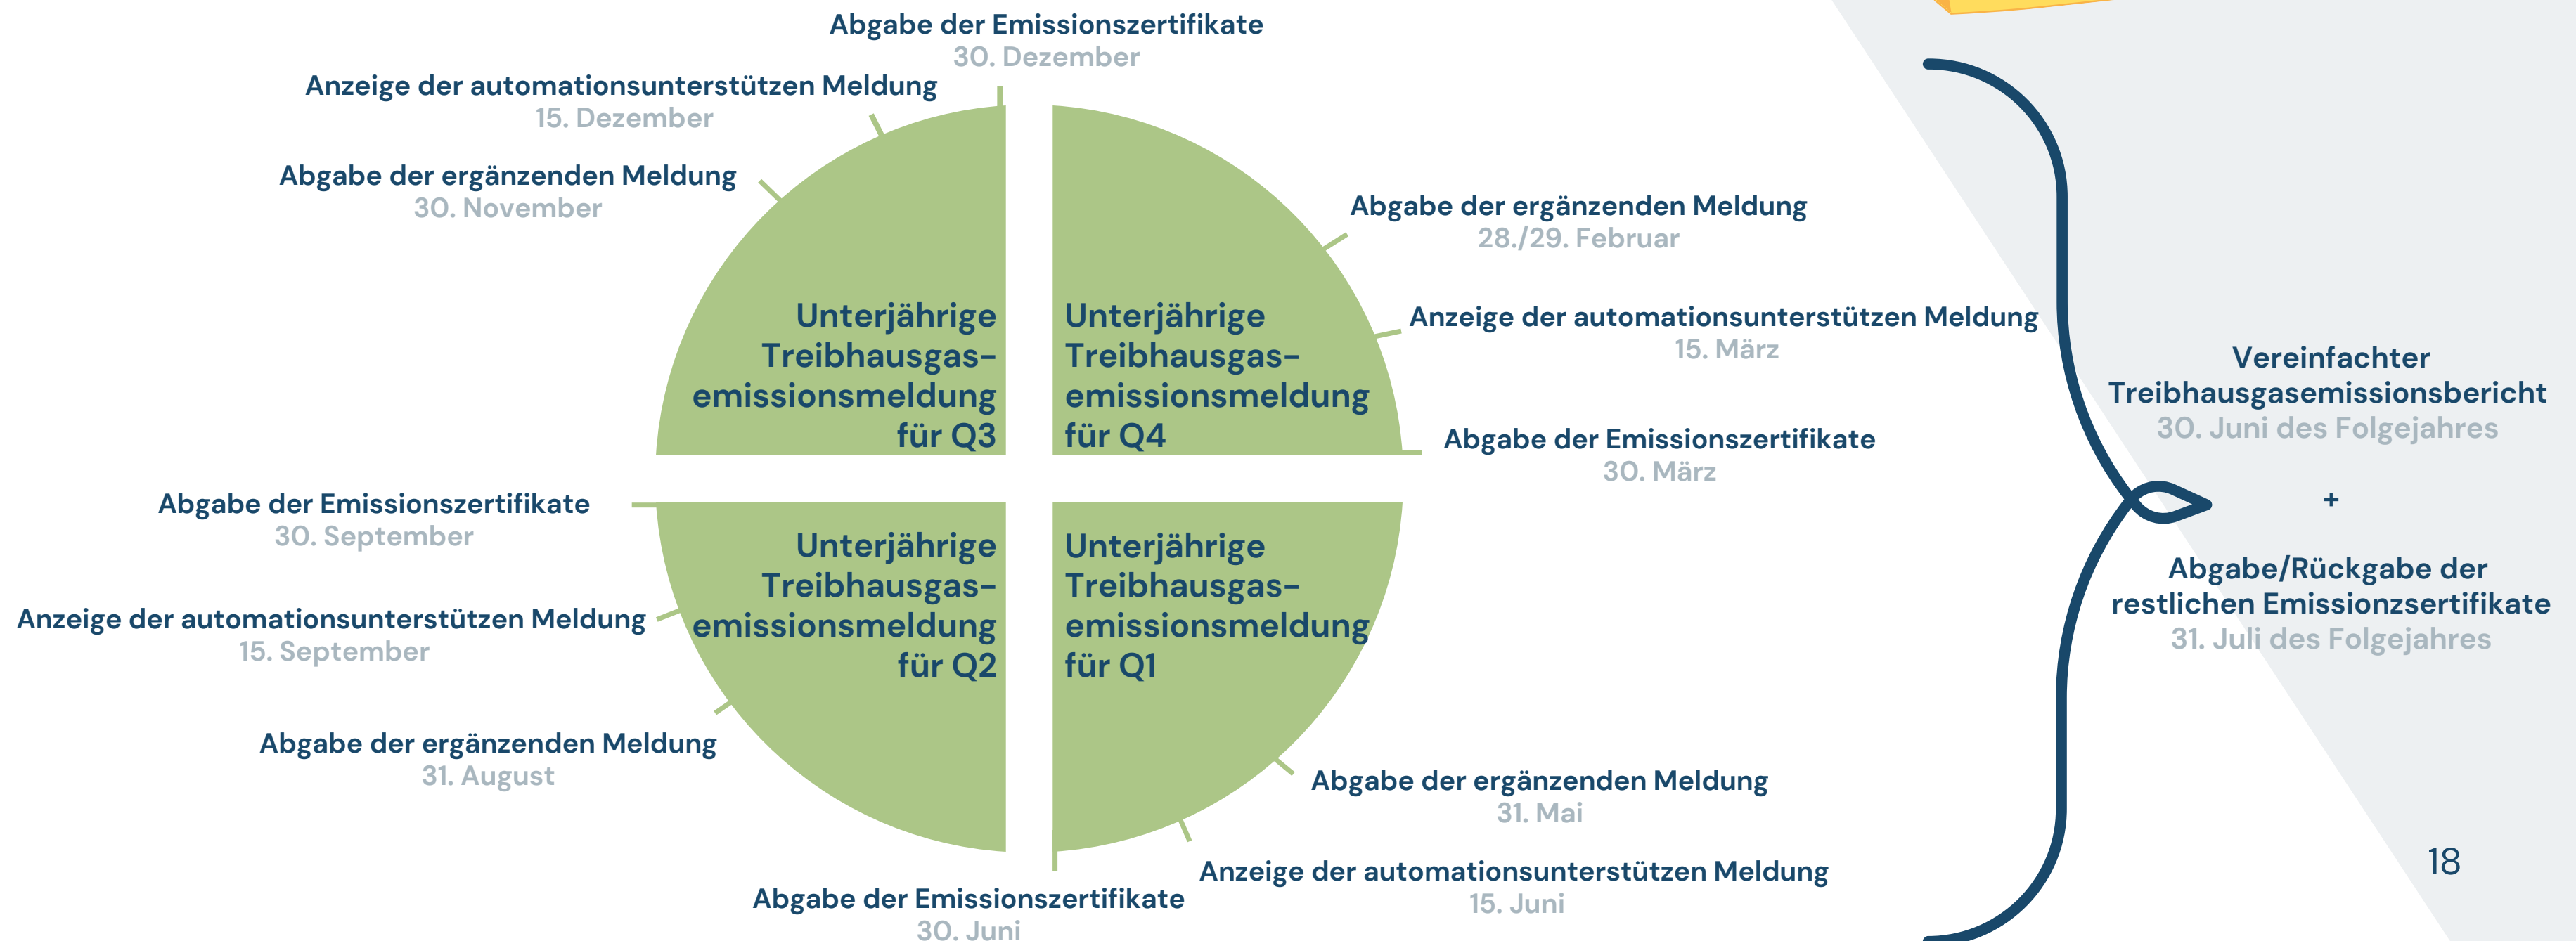 Abgabe der Emissionszertifikate
30. Dezember
Anzeige der automationsunterstützen Meldung
15. Dezember
Abgabe der ergänzenden Meldung
30. November
Abgabe der ergänzenden Meldung
28./29. Februar
Anzeige der automationsunterstützen Meldung
15. März
Abgabe der Emissionszertifikate
30. März
Unterjährige
Treibhausgas-
emissionsmeldung
für Q3
Unterjährige
Treibhausgas-
emissionsmeldung
für Q4
Abgabe der Emissionszertifikate
30. September
Anzeige der automationsunterstützen Meldung
15. September
Abgabe der ergänzenden Meldung
31. August
Unterjährige
Treibhausgas-
emissionsmeldung
für Q2
Unterjährige
Treibhausgas-
emissionsmeldung
für Q1
Abgabe der ergänzenden Meldung
31. Mai
Anzeige der automationsunterstützen Meldung
15. Juni
Abgabe der Emissionszertifikate
30. Juni
Vereinfachter
Treibhausgasemissionsbericht
30. Juni des Folgejahres
+
Abgabe/Rückgabe der
restlichen Emissionzsertifikate
31. Juli des Folgejahres
18